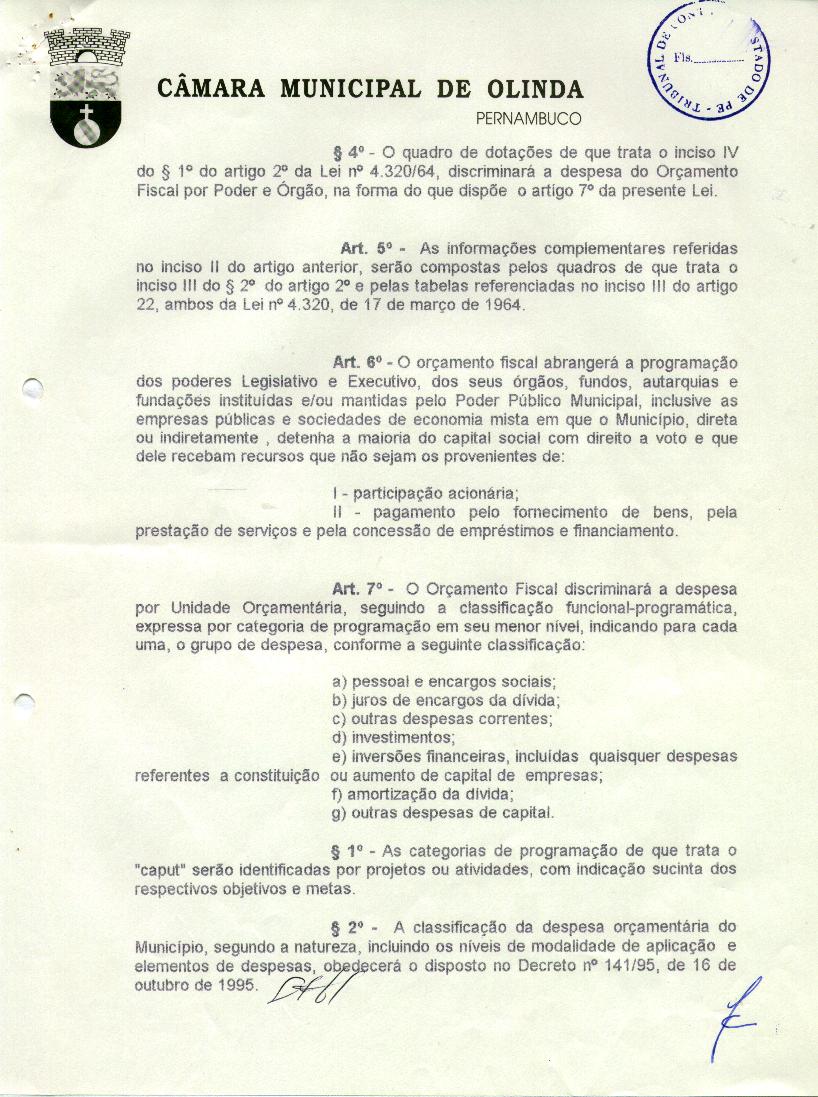 CÂMARA MUNICIPAL DE OLINDA
PERNAMBUCO
TRIBUNAL DE CONT STADO DE PE -
Fls.
§ 4º - O quadro de dotações de que trata o inciso IV
do § 1º do artigo 2º da Lei nº 4.320/64, discriminará a despesa do Orçamento
Fiscal por Poder e Órgão, na forma do que dispõe o artigo 7º da presente Lei.
Art. 5º - As informações complementares referidas
no inciso II do artigo anterior, serão compostas pelos quadros de que trata o
inciso III do § 2º do artigo 2º e pelas tabelas referenciadas no inciso III do artigo
22, ambos da Lei nº 4.320, de 17 de março de 1964.
Art. 6º - O orçamento fiscal abrangerá a programação
dos poderes Legislativo e Executivo, dos seus órgãos, fundos, autarquias e
fundações instituídas e/ou mantidas pelo Poder Público Municipal, inclusive as
empresas públicas e sociedades de economia mista em que o Município, direta
ou indiretamente , detenha a maioria do capital social com direito a voto e que
dele recebam recursos que não sejam os provenientes de:
I - participação acionária;
II - pagamento pelo fornecimento de bens, pela
prestação de serviços e pela concessão de empréstimos e financiamento.
Art. 7º - O Orçamento Fiscal discriminará a despesa
por Unidade Orçamentária, seguindo a classificação funcional-programática,
expressa por categoria de programação em seu menor nível, indicando para cada
uma, o grupo de despesa, conforme a seguinte classificação:
a) pessoal e encargos sociais;
b) juros de encargos da dívida;
c) outras despesas correntes;
d) investimentos;
e) inversões financeiras, incluídas quaisquer despesas
referentes a constituição ou aumento de capital de empresas;
f) amortização da dívida;
g) outras despesas de capital.
§ 1º - As categorias de programação de que trata o
"caput" serão identificadas por projetos ou atividades, com indicação sucinta dos
respectivos objetivos e metas.
§ 2º - A classificação da despesa orçamentária do
Município, segundo a natureza, incluindo os níveis de modalidade de aplicação e
elementos de despesas, obedecerá o disposto no Decreto nº 141/95, de 16 de
outubro de 1995.